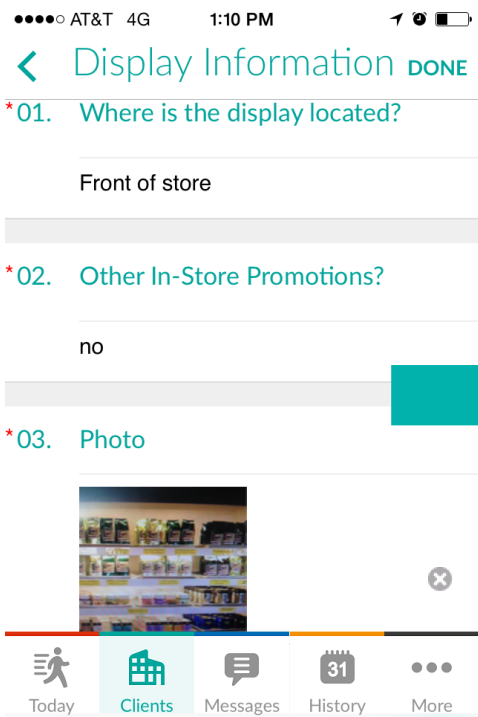 AT&T 4G 1:10 PM
Display Information DONE
*01. Where is the display located?
Front of store
*02. Other In-Store Promotions?
no
*03. Photo
31
Today Clients Messages History More